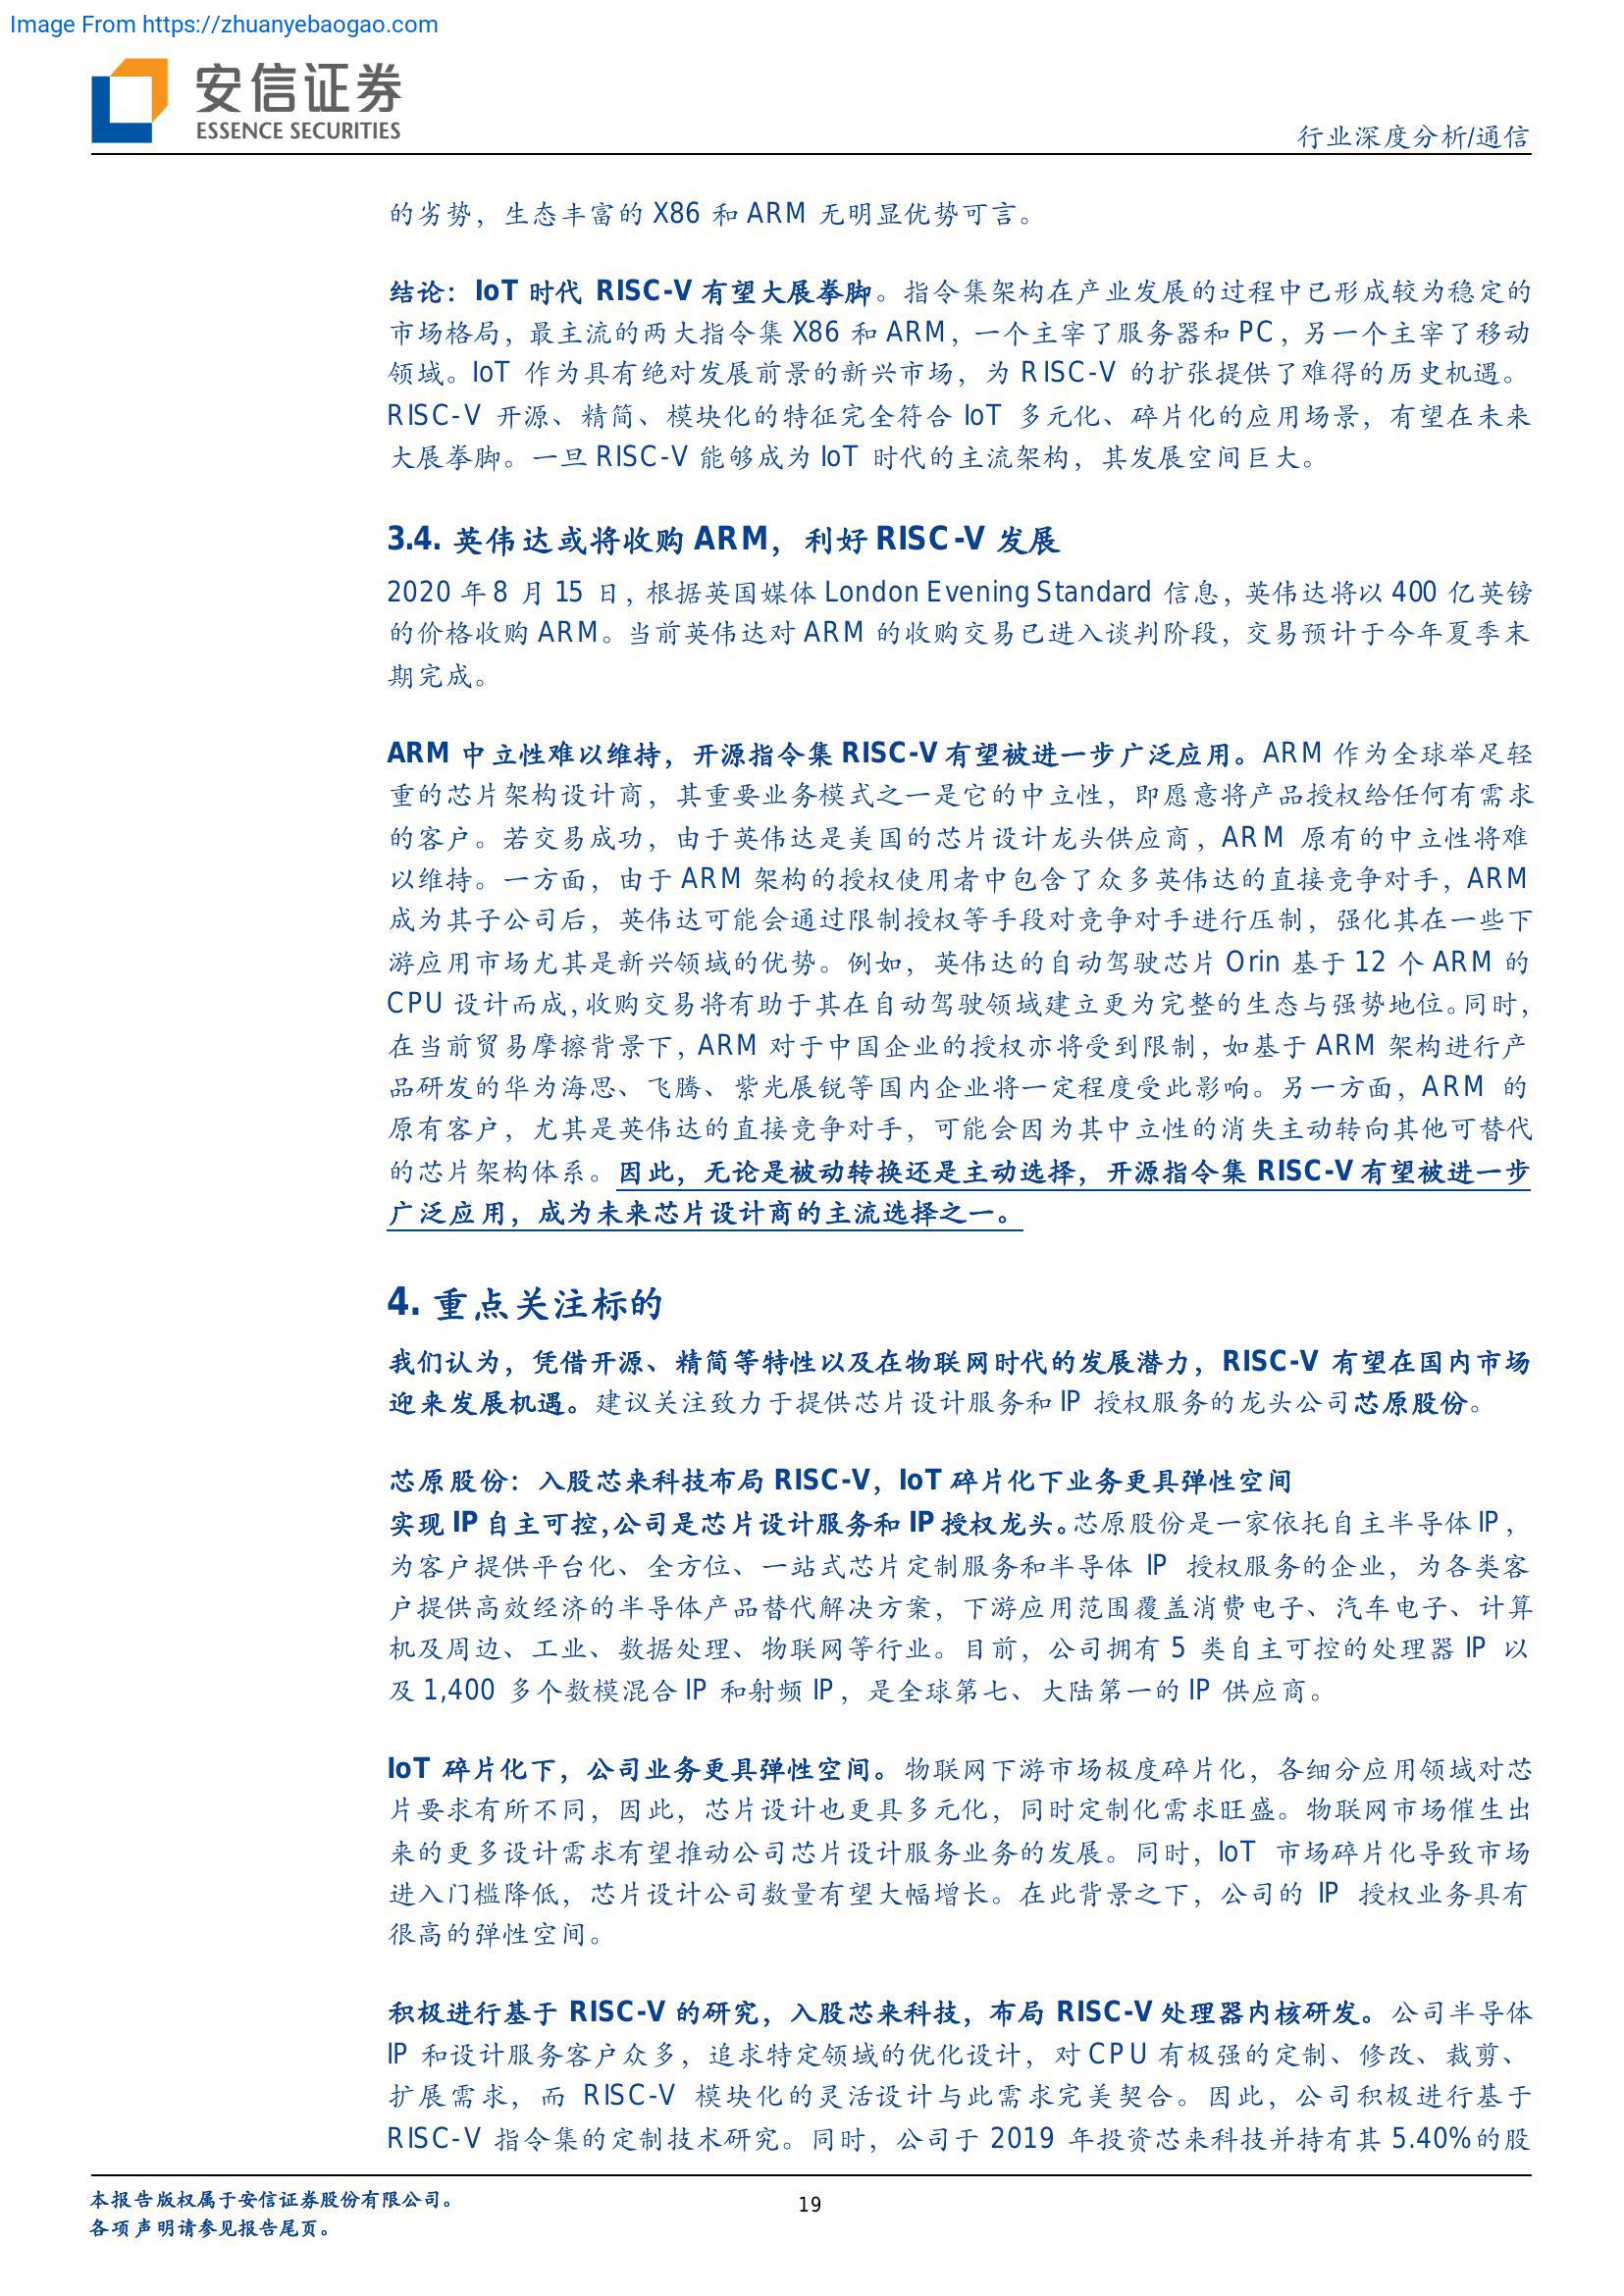 Image From https://zhuanyebaogao.com
安信证券
ESSENCE SECURITIES
行业深度分析/通信
的劣势，生态丰富的 X86 和 ARM 无明显优势可言。
结论：IoT 时代 RISC-V 有望大展拳脚。指令集架构在产业发展的过程中已形成较为稳定的
市场格局，最主流的两大指令集 X86 和 ARM，一个主宰了服务器和 PC，另一个主宰了移动
领域。IoT 作为具有绝对发展前景的新兴市场，为 RISC-V 的扩张提供了难得的历史机遇。
RISC-V 开源、精简、模块化的特征完全符合 IoT 多元化、碎片化的应用场景，有望在未来
大展拳脚。一旦 RISC-V 能够成为 IoT 时代的主流架构，其发展空间巨大。
3.4. 英伟达或将收购 ARM，利好 RISC-V 发展
2020 年 8 月 15 日，根据英国媒体 London Evening Standard 信息，英伟达将以 400 亿英镑
的价格收购 ARM。当前英伟达对 ARM 的收购交易已进入谈判阶段，交易预计于今年夏季末
期完成。
ARM 中立性难以维持，开源指令集 RISC-V 有望被进一步广泛应用。ARM 作为全球举足轻
重的芯片架构设计商，其重要业务模式之一是它的中立性，即愿意将产品授权给任何有需求
的客户。若交易成功，由于英伟达是美国的芯片设计龙头供应商，ARM 原有的中立性将难
以维持。一方面，由于 ARM 架构的授权使用者中包含了众多英伟达的直接竞争对手，ARM
成为其子公司后，英伟达可能会通过限制授权等手段对竞争对手进行压制，强化其在一些下
游应用市场尤其是新兴领域的优势。例如，英伟达的自动驾驶芯片 Orin 基于 12 个 ARM 的
CPU 设计而成，收购交易将有助于其在自动驾驶领域建立更为完整的生态与强势地位。同时，
在当前贸易摩擦背景下，ARM 对于中国企业的授权亦将受到限制，如基于 ARM 架构进行产
品研发的华为海思、飞腾、紫光展锐等国内企业将一定程度受此影响。另一方面，ARM 的
原有客户，尤其是英伟达的直接竞争对手，可能会因为其中立性的消失主动转向其他可替代
的芯片架构体系。因此，无论是被动转换还是主动选择，开源指令集 RISC-V 有望被进一步
广泛应用，成为未来芯片设计商的主流选择之一。
4. 重点关注标的
我们认为，凭借开源、精简等特性以及在物联网时代的发展潜力，RISC-V 有望在国内市场
迎来发展机遇。建议关注致力于提供芯片设计服务和 IP 授权服务的龙头公司芯原股份。
芯原股份：入股芯来科技布局 RISC-V，IoT 碎片化下业务更具弹性空间
实现 IP 自主可控，公司是芯片设计服务和 IP 授权龙头。芯原股份是一家依托自主半导体 IP，
为客户提供平台化、全方位、一站式芯片定制服务和半导体 IP 授权服务的企业，为各类客
户提供高效经济的半导体产品替代解决方案，下游应用范围覆盖消费电子、汽车电子、计算
机及周边、工业、数据处理、物联网等行业。目前，公司拥有 5 类自主可控的处理器 IP 以
及 1,400 多个数模混合 IP 和射频 IP，是全球第七、大陆第一的 IP 供应商。
IoT 碎片化下，公司业务更具弹性空间。物联网下游市场极度碎片化，各细分应用领域对芯
片要求有所不同，因此，芯片设计也更具多元化，同时定制化需求旺盛。物联网市场催生出
来的更多设计需求有望推动公司芯片设计服务业务的发展。同时，IoT 市场碎片化导致市场
进入门槛降低，芯片设计公司数量有望大幅增长。在此背景之下，公司的 IP 授权业务具有
很高的弹性空间。
积极进行基于 RISC-V 的研究，入股芯来科技，布局 RISC-V 处理器内核研发。公司半导体
IP 和设计服务客户众多，追求特定领域的优化设计，对 CPU 有极强的定制、修改、裁剪、
扩展需求，而 RISC-V 模块化的灵活设计与此需求完美契合。因此，公司积极进行基于
RISC-V 指令集的定制技术研究。同时，公司于 2019 年投资芯来科技并持有其 5.40%的股
本报告版权属于安信证券股份有限公司。
19
各项声明请参见报告尾页。